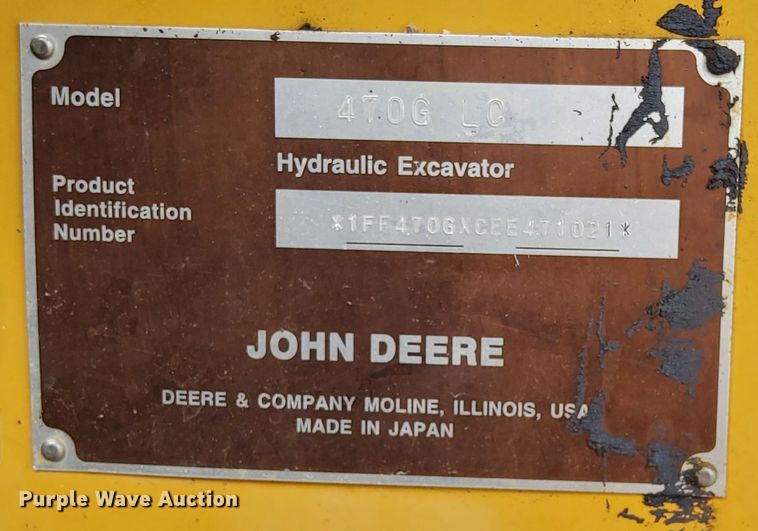 Model
470G LC
Hydraulic Excavator
Product
Identification
Number
*1FF470GXCEE471021*
JOHN DEERE
DEERE & COMPANY MOLINE, ILLINOIS, USA
MADE IN JAPAN
Purple Wave Auction